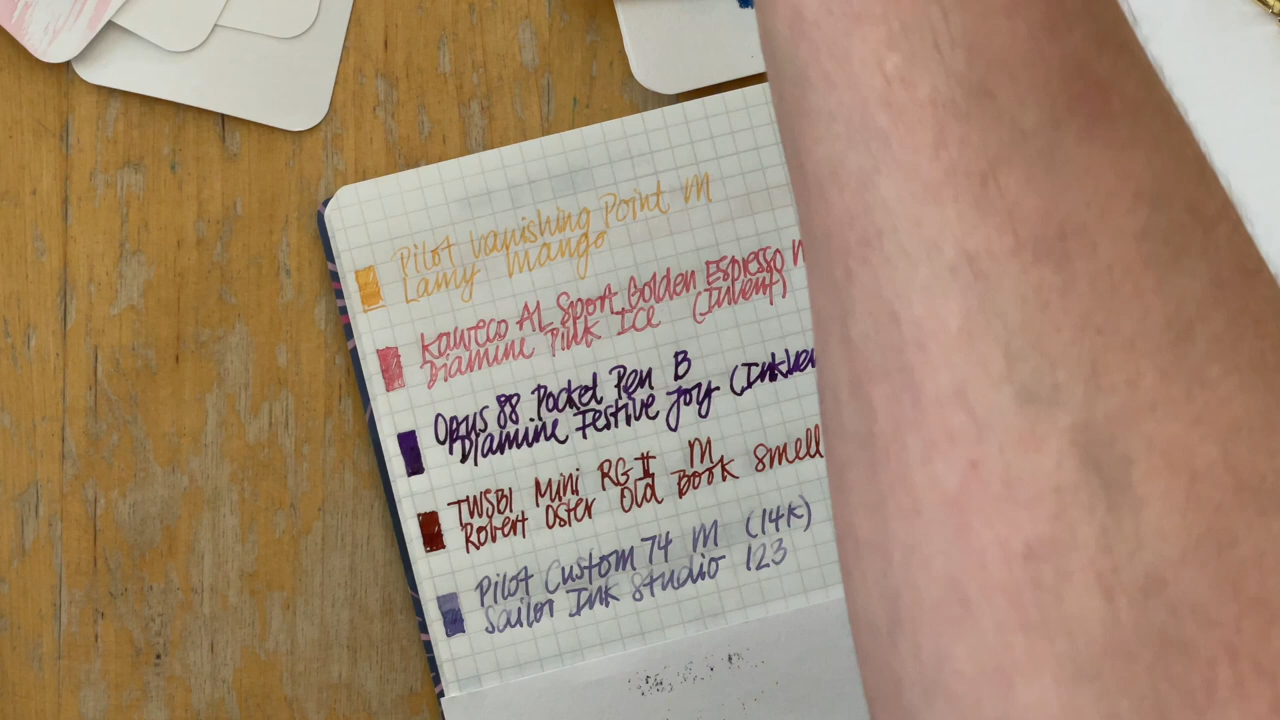 Pilot Vanishing Point M
Lamy Mango
Kaweco AL Sport Golden Espresso
Diamine Pink Ice (Inkvent)
Opus 88 Pocket Pen B
Diamine Festive Joy
TWSBI Mini RG II M
Robert Oster Old Book Smell
Pilot Custom 74 M (14K)
Sailor Ink Studio 123